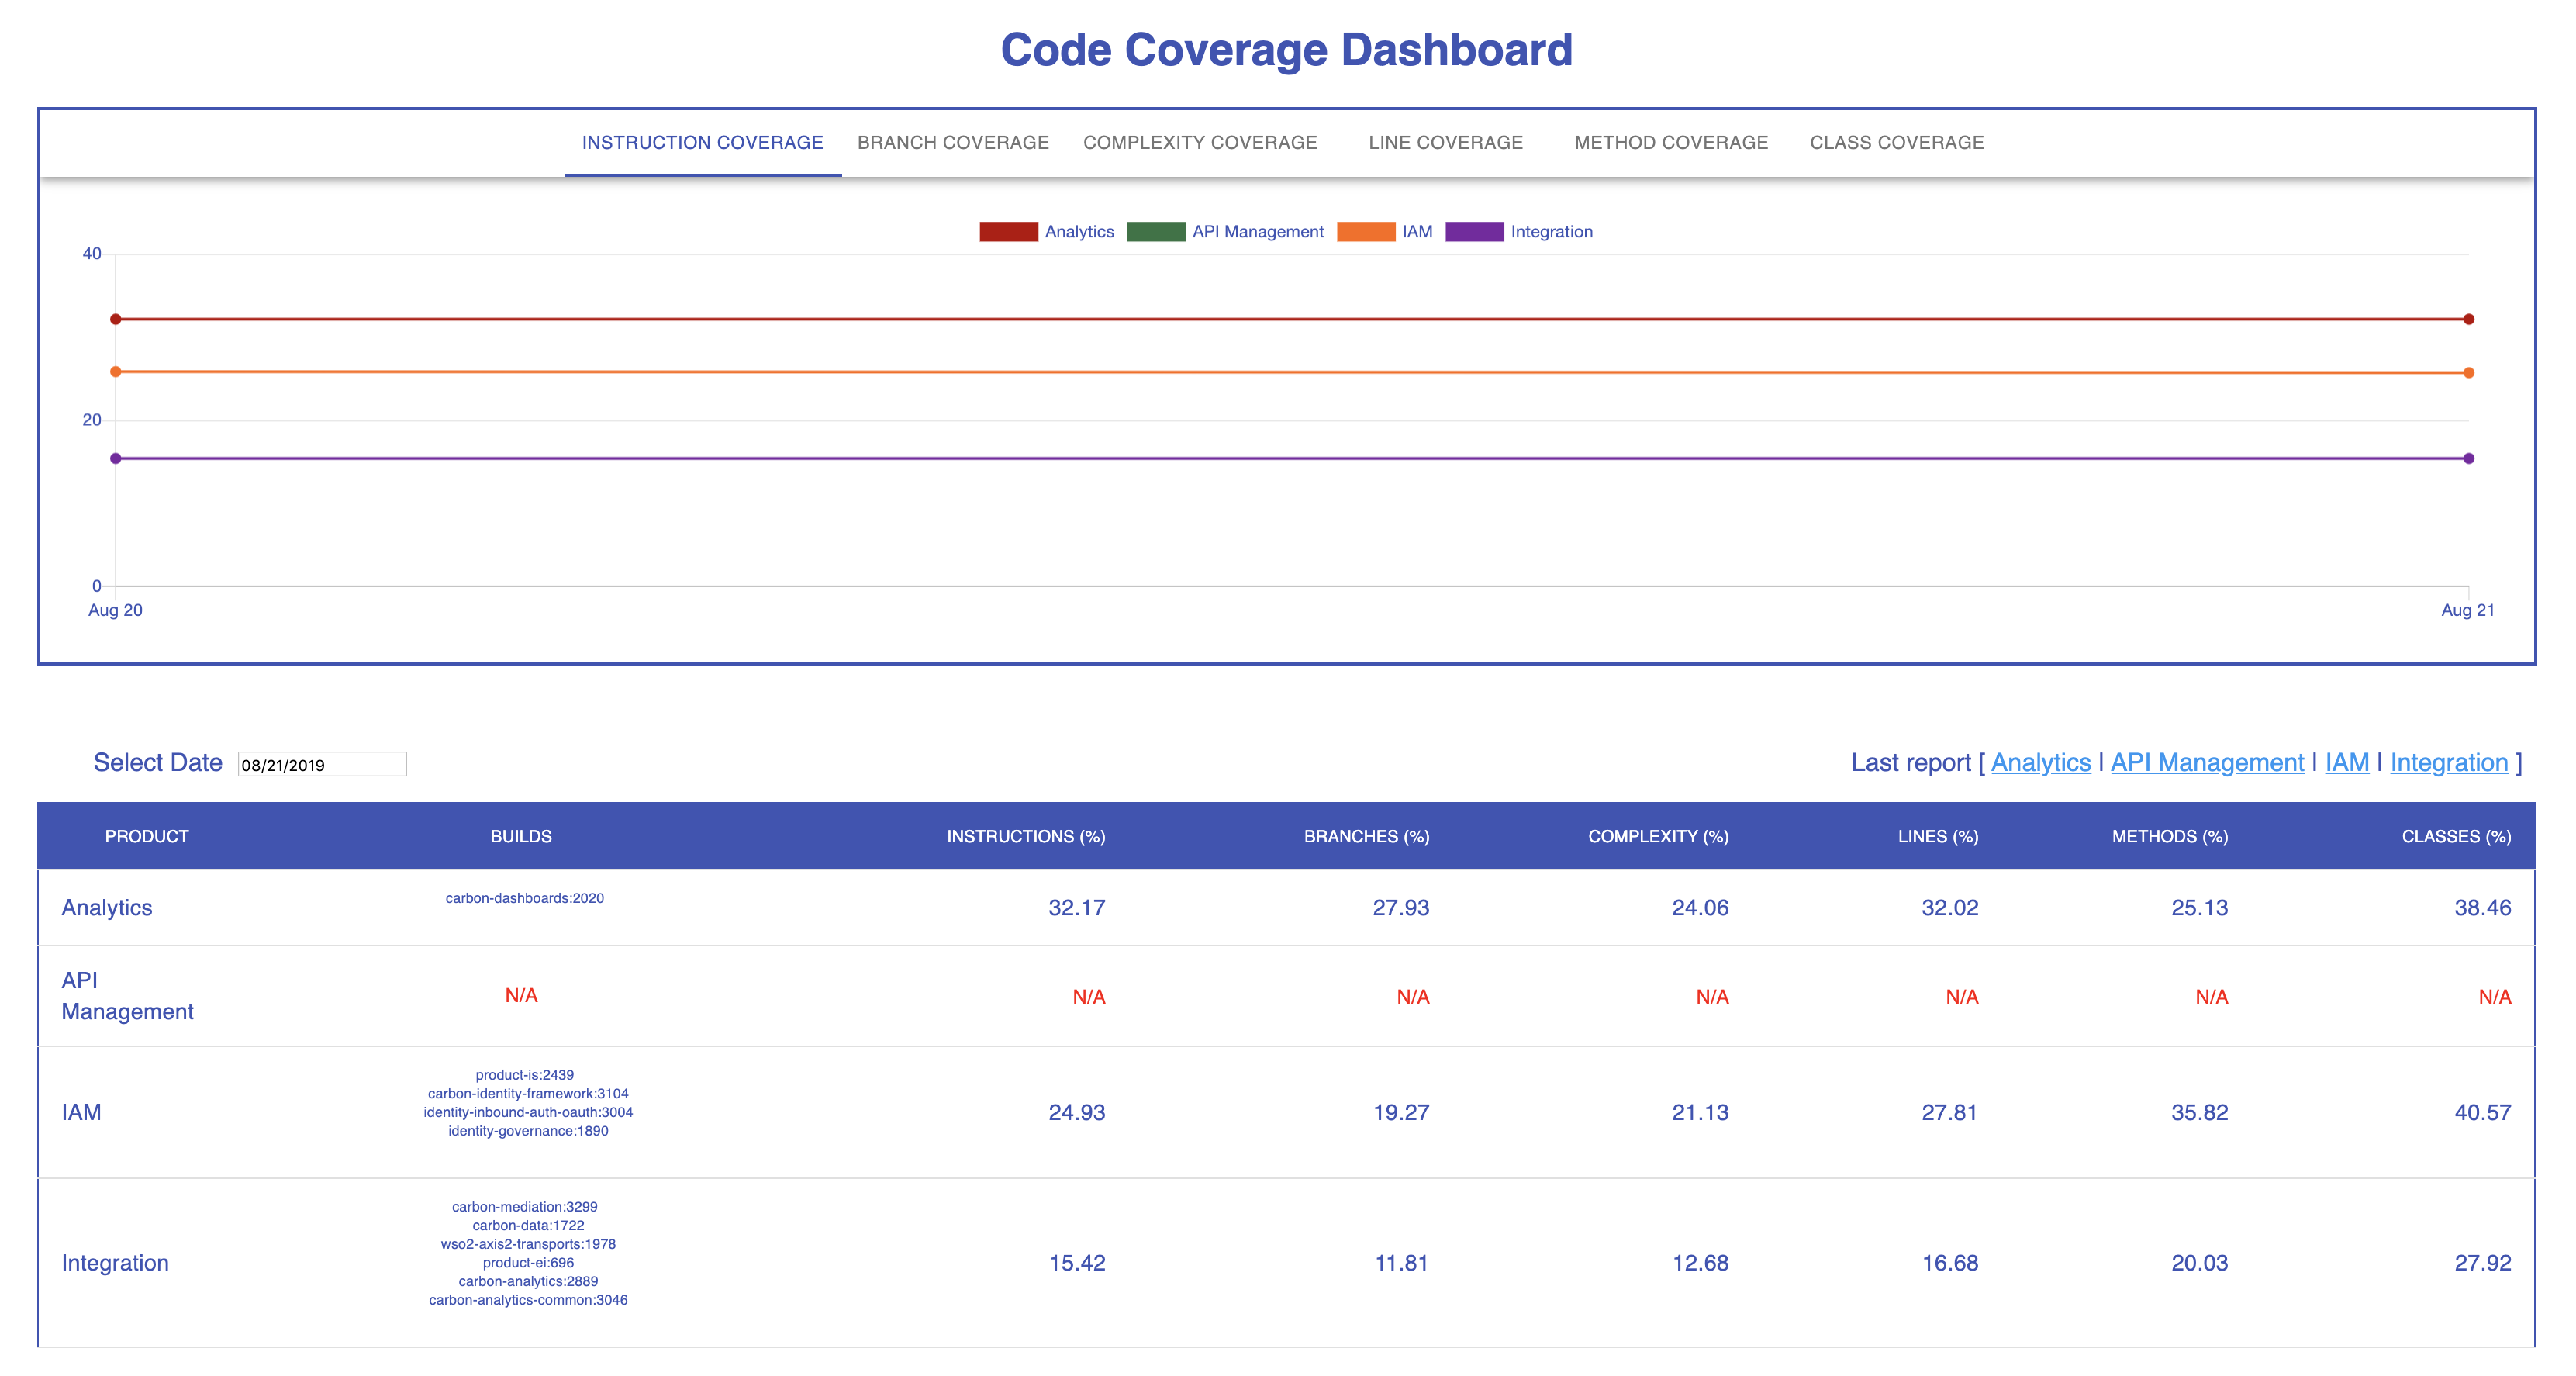 Code Coverage Dashboard
INSTRUCTION COVERAGE BRANCH COVERAGE COMPLEXITY COVERAGE LINE COVERAGE METHOD COVERAGE CLASS COVERAGE
Analytics API Management IAM Integration
40
20
0
Aug 20 Aug 21
Select Date 08/21/2019 Last report [ Analytics | API Management | IAM | Integration ]
PRODUCT BUILDS INSTRUCTIONS (%) BRANCHES (%) COMPLEXITY (%) LINES (%) METHODS (%) CLASSES (%)
Analytics carbon-dashboards:2020 32.17 27.93 24.06 32.02 25.13 38.46
API
Management N/A N/A N/A N/A N/A N/A N/A
product-is:2439
carbon-identity-framework:3104
IAM identity-inbound-auth-oauth:3004 24.93 19.27 21.13 27.81 35.82 40.57
identity-governance:1890
carbon-mediation:3299
carbon-data:1722
wso2-axis2-transports:1978
Integration product-ei:696 15.42 11.81 12.68 16.68 20.03 27.92
carbon-analytics:2889
carbon-analytics-common:3046